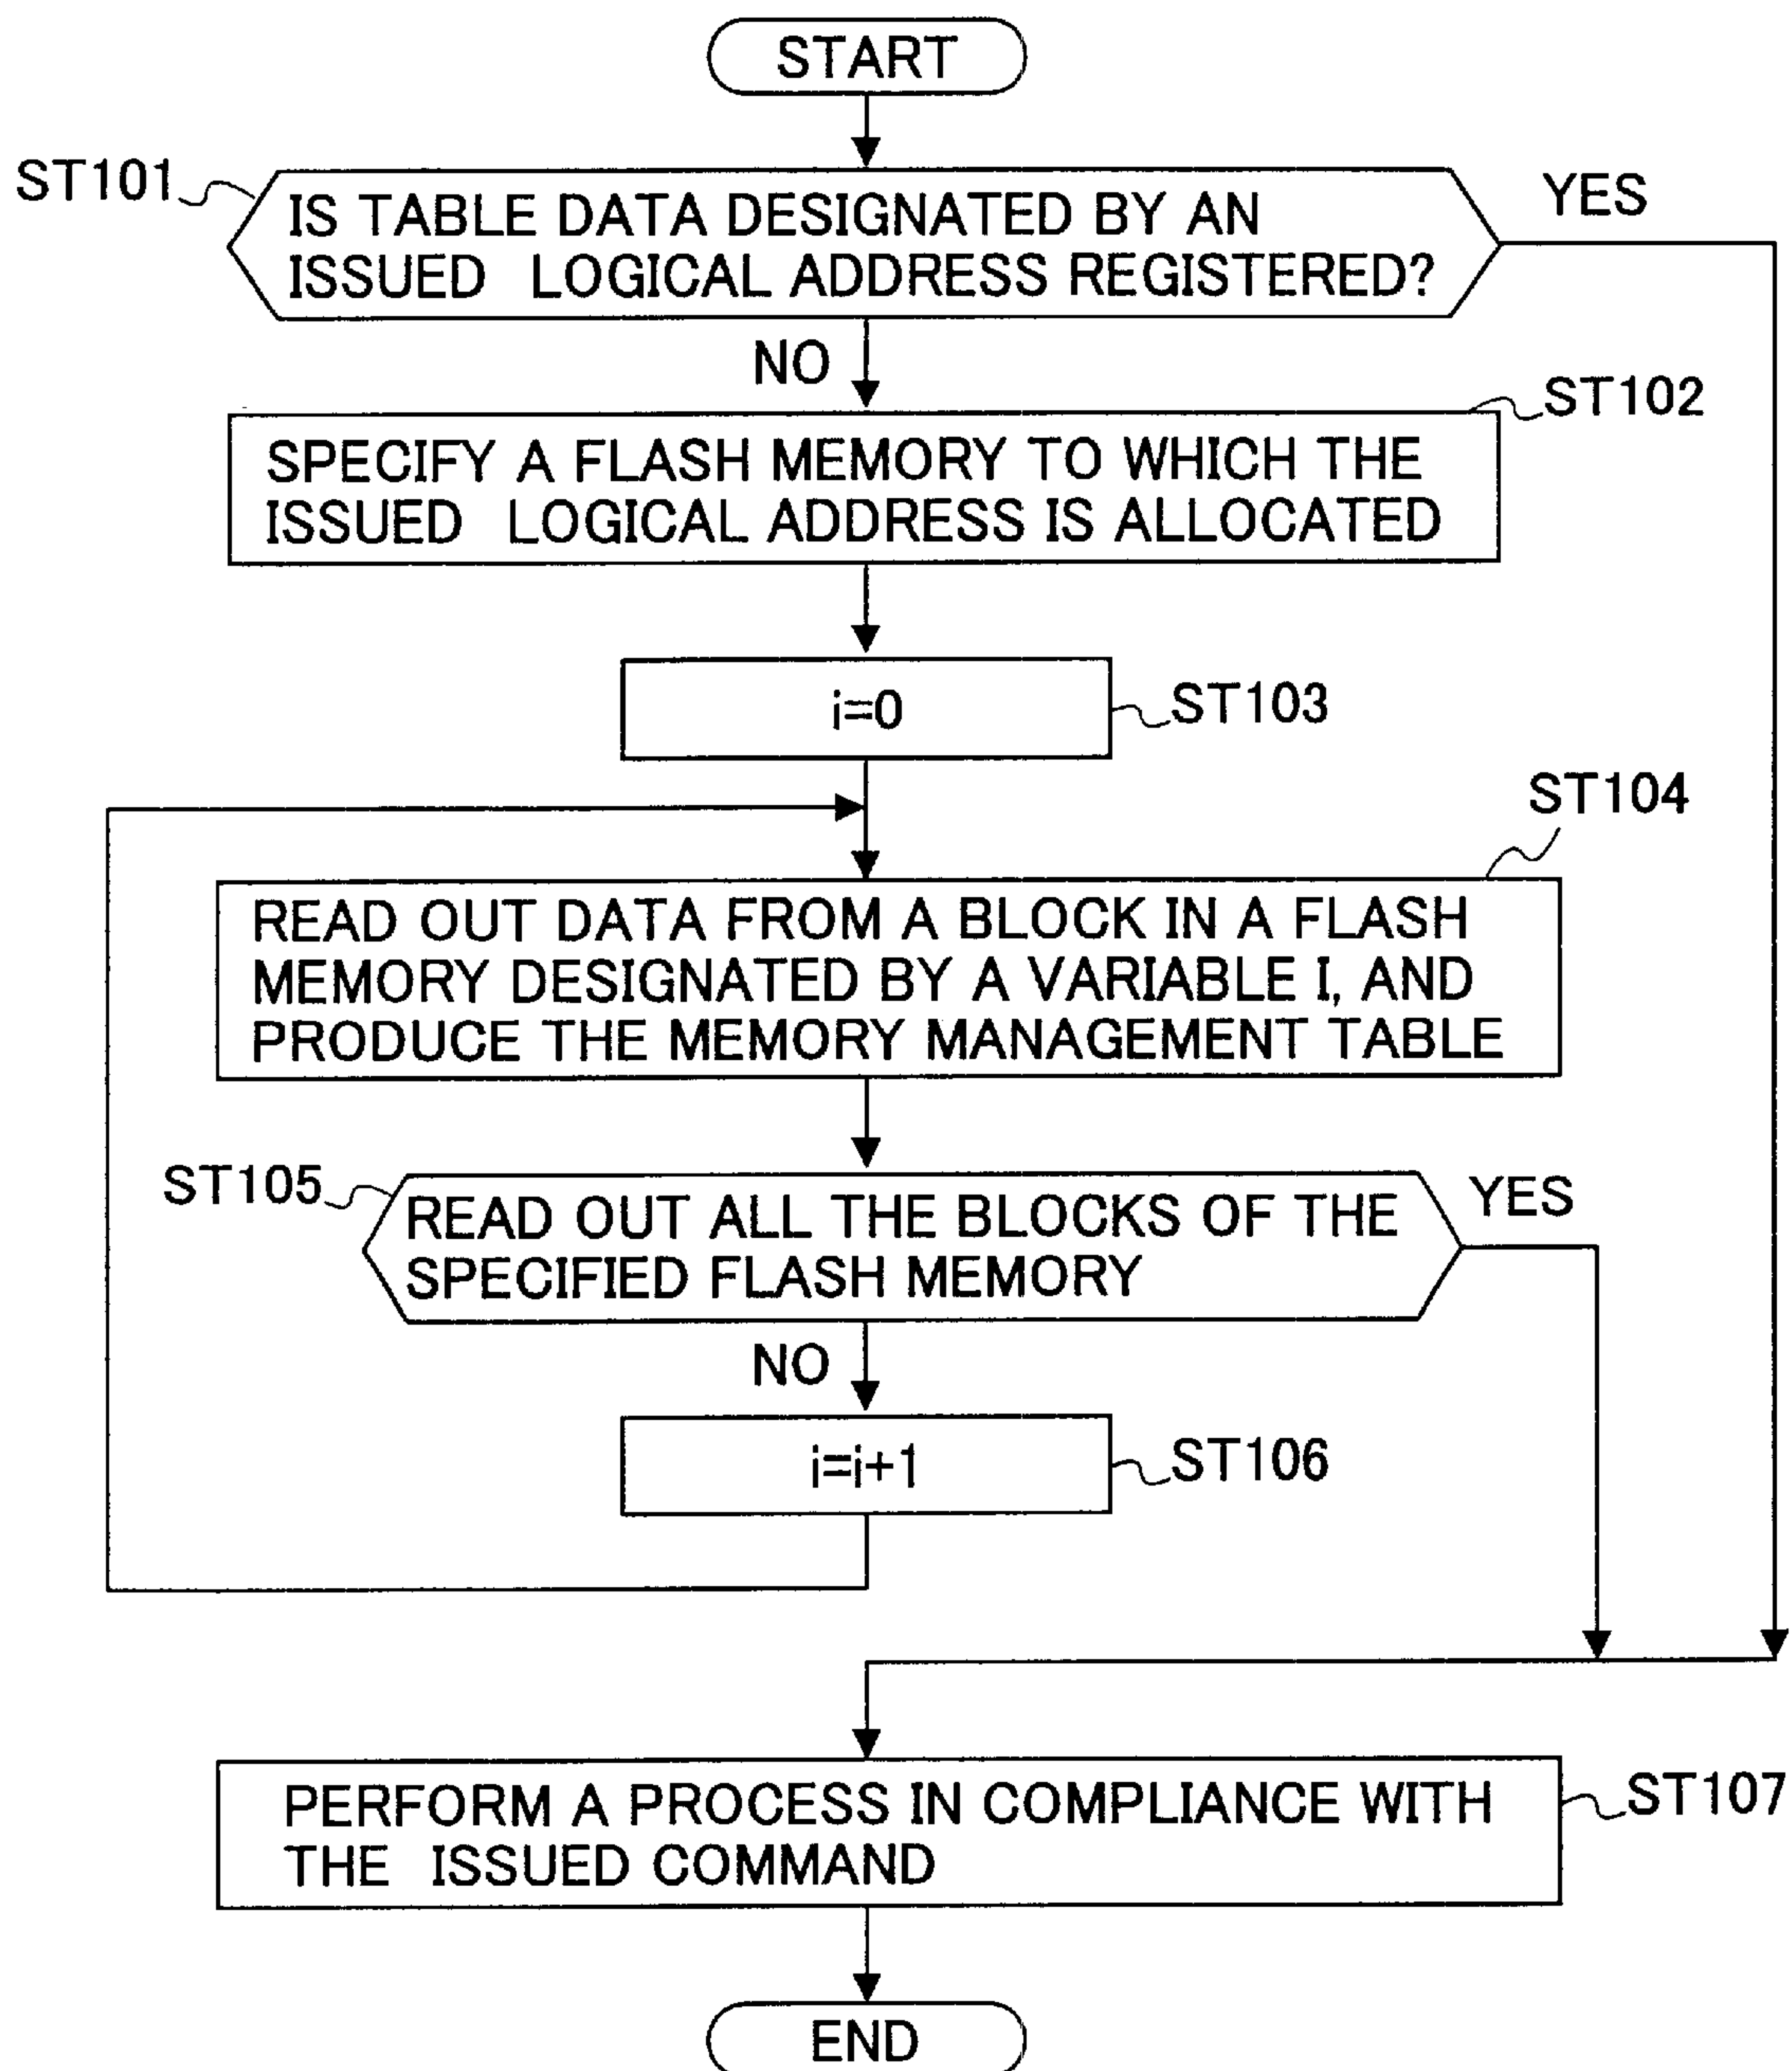 START
ST101
IS TABLE DATA DESIGNATED BY AN
ISSUED LOGICAL ADDRESS REGISTERED?
YES
NO
ST102
SPECIFY A FLASH MEMORY TO WHICH THE
ISSUED LOGICAL ADDRESS IS ALLOCATED
i=0
ST103
ST104
READ OUT DATA FROM A BLOCK IN A FLASH
MEMORY DESIGNATED BY A VARIABLE I, AND
PRODUCE THE MEMORY MANAGEMENT TABLE
ST105
READ OUT ALL THE BLOCKS OF THE
SPECIFIED FLASH MEMORY
YES
NO
i=i+1
ST106
PERFORM A PROCESS IN COMPLIANCE WITH
THE ISSUED COMMAND
ST107
END